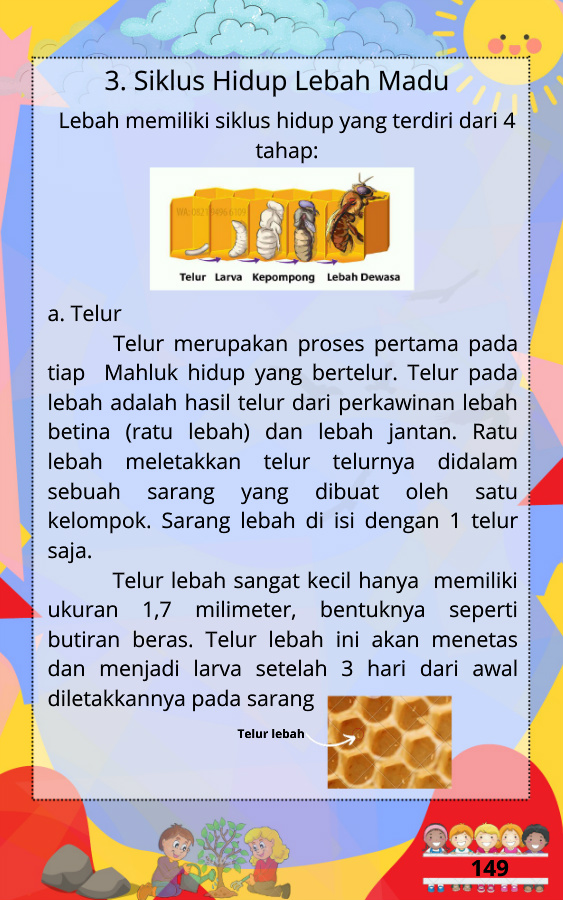 3. Siklus Hidup Lebah Madu
Lebah memiliki siklus hidup yang terdiri dari 4
tahap:
Telur Larva Kepompong Lebah Dewasa
a. Telur
Telur merupakan proses pertama pada
tiap Mahluk hidup yang bertelur. Telur pada
lebah adalah hasil telur dari perkawinan lebah
betina (ratu lebah) dan lebah jantan. Ratu
lebah meletakkan telur telurnya didalam
sebuah sarang yang dibuat oleh satu
kelompok. Sarang lebah di isi dengan 1 telur
saja.
Telur lebah sangat kecil hanya memiliki
ukuran 1,7 milimeter, bentuknya seperti
butiran beras. Telur lebah ini akan menetas
dan menjadi larva setelah 3 hari dari awal
diletakkannya pada sarang
Telur lebah
149